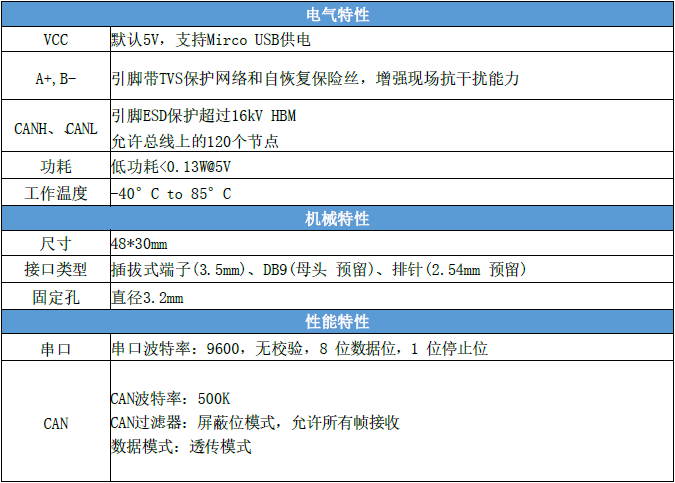 电气特性
VCC 默认5V，支持Mirco USB供电
A+,B- 引脚带TVS保护网络和自恢复保险丝，增强现场抗干扰能力
CANH、CANL 引脚ESD保护超过16kV HBM
允许总线上的120个节点
功耗 低功耗<0.13W@5V
工作温度 -40° C to 85° C
机械特性
尺寸 48*30mm
接口类型 插拔式端子(3.5mm)、DB9(母头 预留)、排针(2.54mm 预留)
固定孔 直径3.2mm
性能特性
串口 串口波特率：9600，无校验，8 位数据位，1 位停止位
CAN CAN波特率：500K
CAN过滤器：屏蔽位模式，允许所有帧接收
数据模式：透传模式